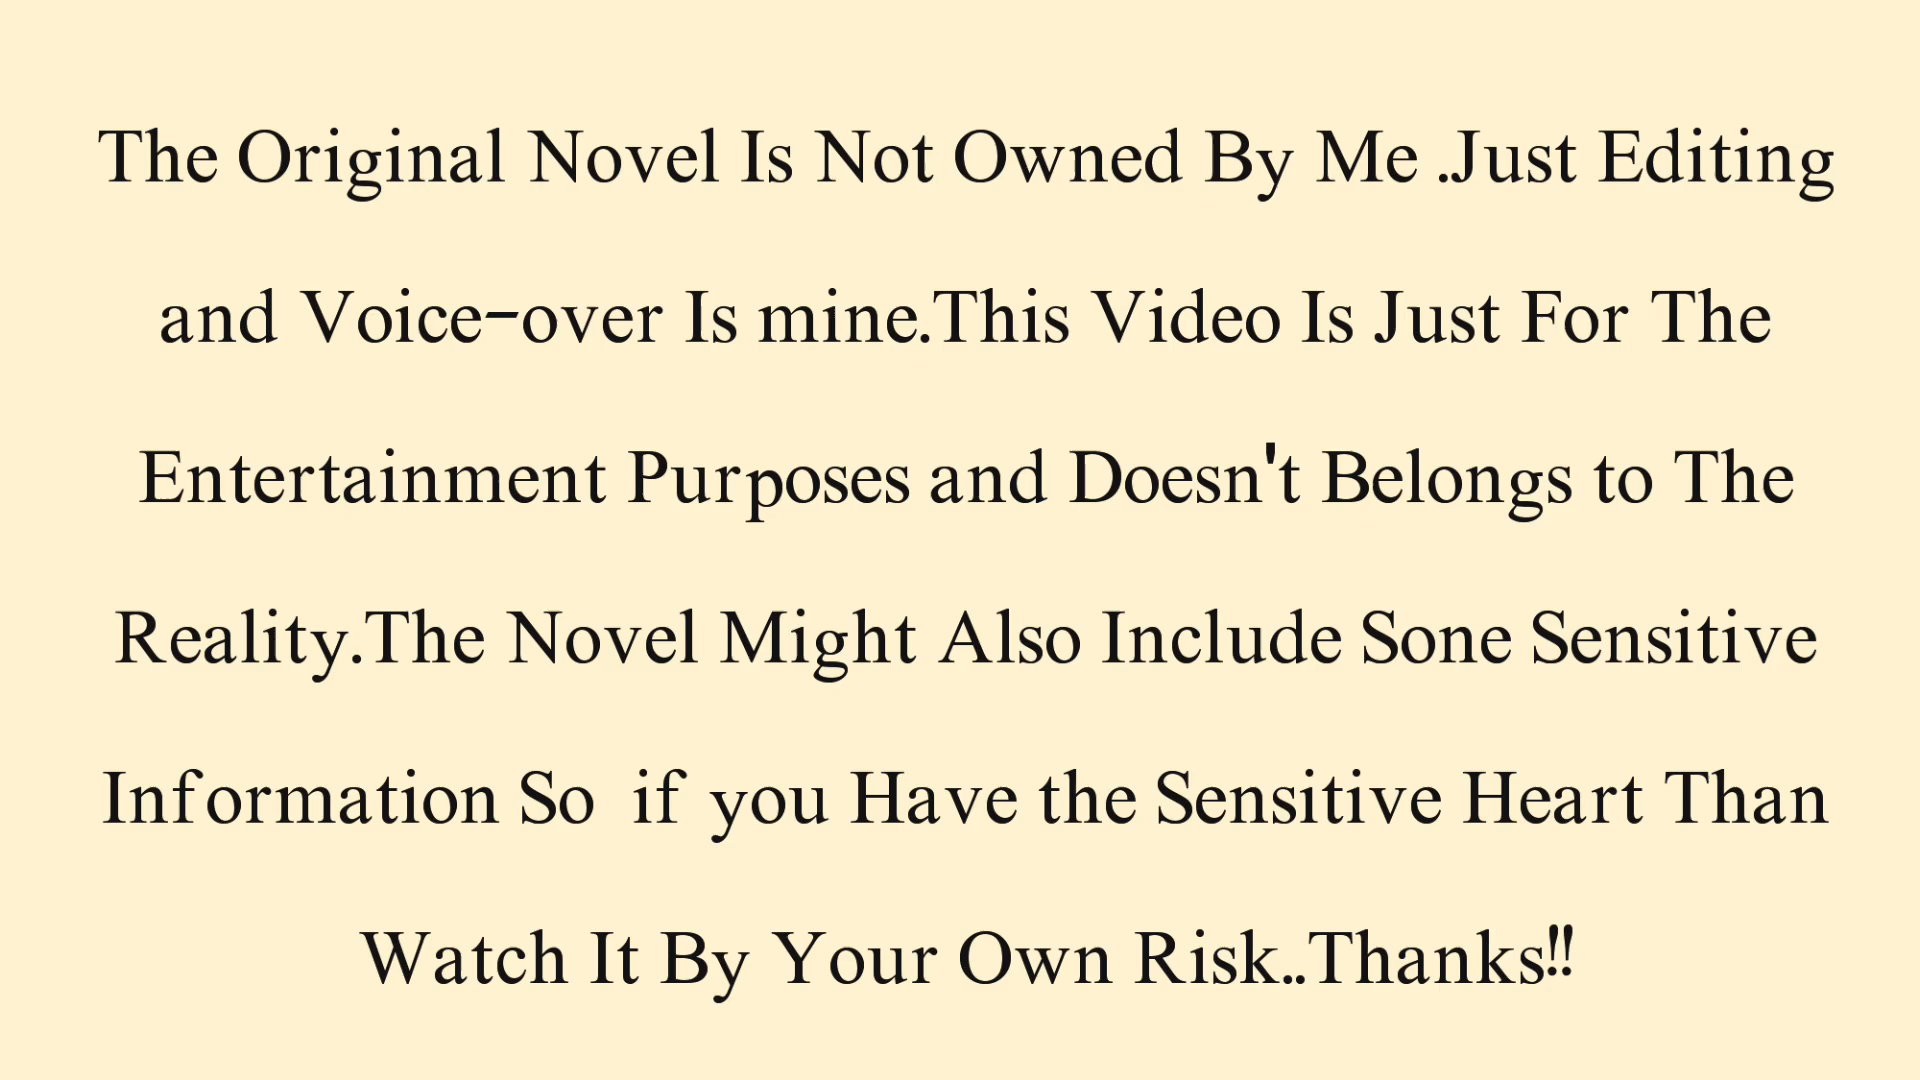 The Original Novel Is Not Owned By Me .Just Editing
and Voice-over Is mine.This Video Is Just For The
Entertainment Purposes and Doesn't Belongs to The
Reality.The Novel Might Also Include Sone Sensitive
Information So  if you Have the Sensitive Heart Than
Watch It By Your Own Risk..Thanks!!